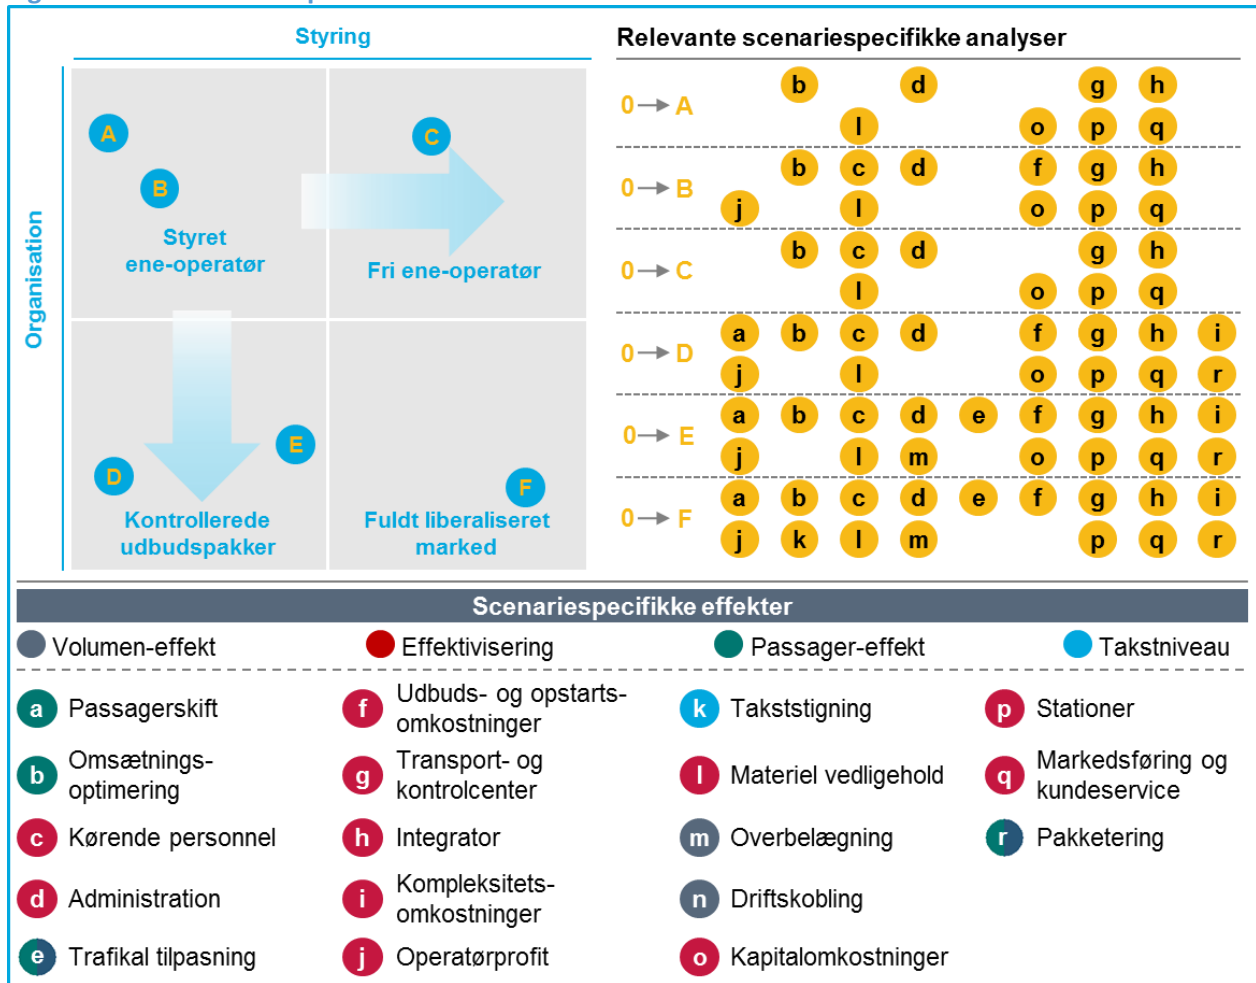 Styring
Organisation
A
B
C
Styret
ene-operatør
Fri ene-operatør
D
E
F
Kontrollerede
udbudspakker
Fuldt liberaliseret
marked
Relevante scenariespecifikke analyser
0 → A
b d g h
l o p q
0 → B
b c d f g h
j l o p q
0 → C
b c d g h
l o p q
0 → D
a b c d f g h i
j l o p q r
0 → E
a b c d e f g h i
j l m o p q r
0 → F
a b c d e f g h i
j k l m p q r
Scenariespecifikke effekter
Volumen-effekt
Effektivisering
Passager-effekt
Takstniveau
a Passagerskift
b Omsætnings-
optimering
c Kørende personnel
d Administration
e Trafikal tilpasning
f Udbuds- og opstarts-
omkostninger
g Transport- og
kontrolcenter
h Integrator
i Kompleksitets-
omkostninger
j Operatørprofit
k Takststigning
l Materiel vedligehold
m Overbelægning
n Driftskobling
o Kapitalomkostninger
p Stationer
q Markedsføring og
kundeservice
r Pakketering